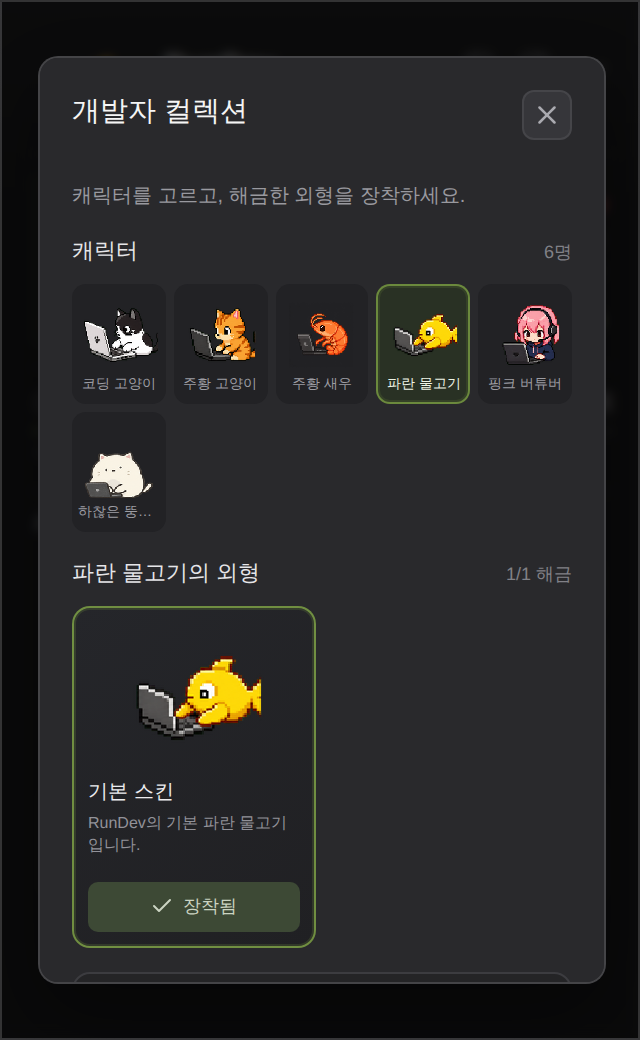 개발자 컬렉션
캐릭터를 고르고, 해금한 외형을 장착하세요.
캐릭터
6명
코딩 고양이
주황 고양이
주황 새우
파란 물고기
핑크 버튜버
하찮은 뚱…
파란 물고기의 외형
1/1 해금
기본 스킨
RunDev의 기본 파란 물고기
입니다.
장착됨